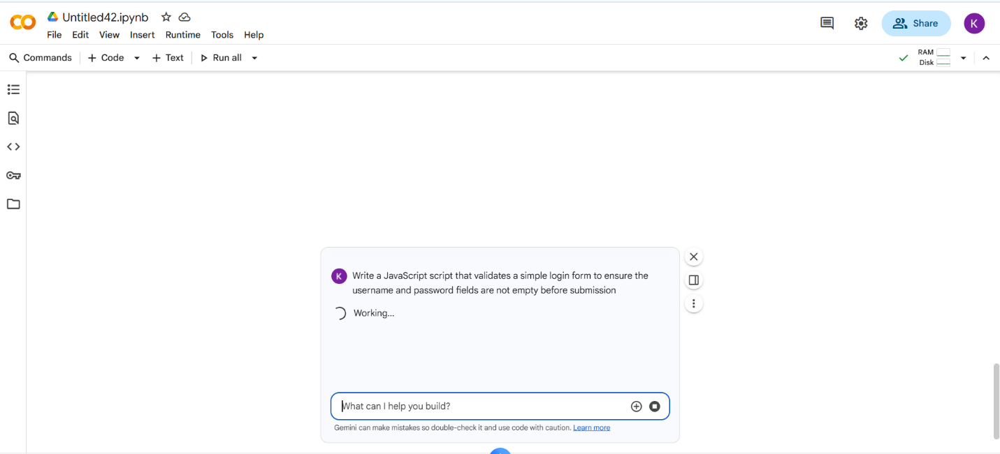 Untitled42.ipynb
File Edit View Insert Runtime Tools Help
Share
K
Commands + Code + Text Run all
RAM
Disk
K
Write a JavaScript script that validates a simple login form to ensure the
username and password fields are not empty before submission
Working...
What can I help you build?
Gemini can make mistakes so double-check it and use code with caution. Learn more